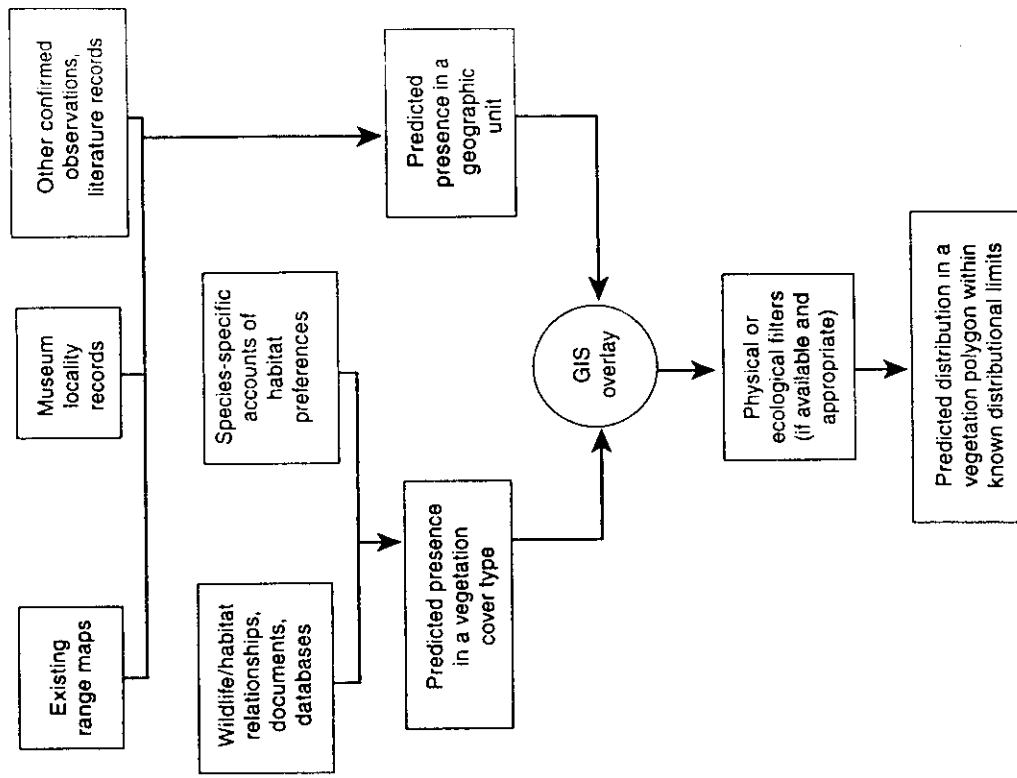 Existing
range maps
Museum
locality
records
Other confirmed
observations,
literature records
Wildlife/habitat
relationships,
documents,
databases
Species-specific
accounts of
habitat
preferences
Predicted presence
in a vegetation
cover type
Predicted
presence in a
geographic
unit
GIS
overlay
Physical or
ecological filters
(if available and
appropriate)
Predicted distribution in a
vegetation polygon within
known distributional limits